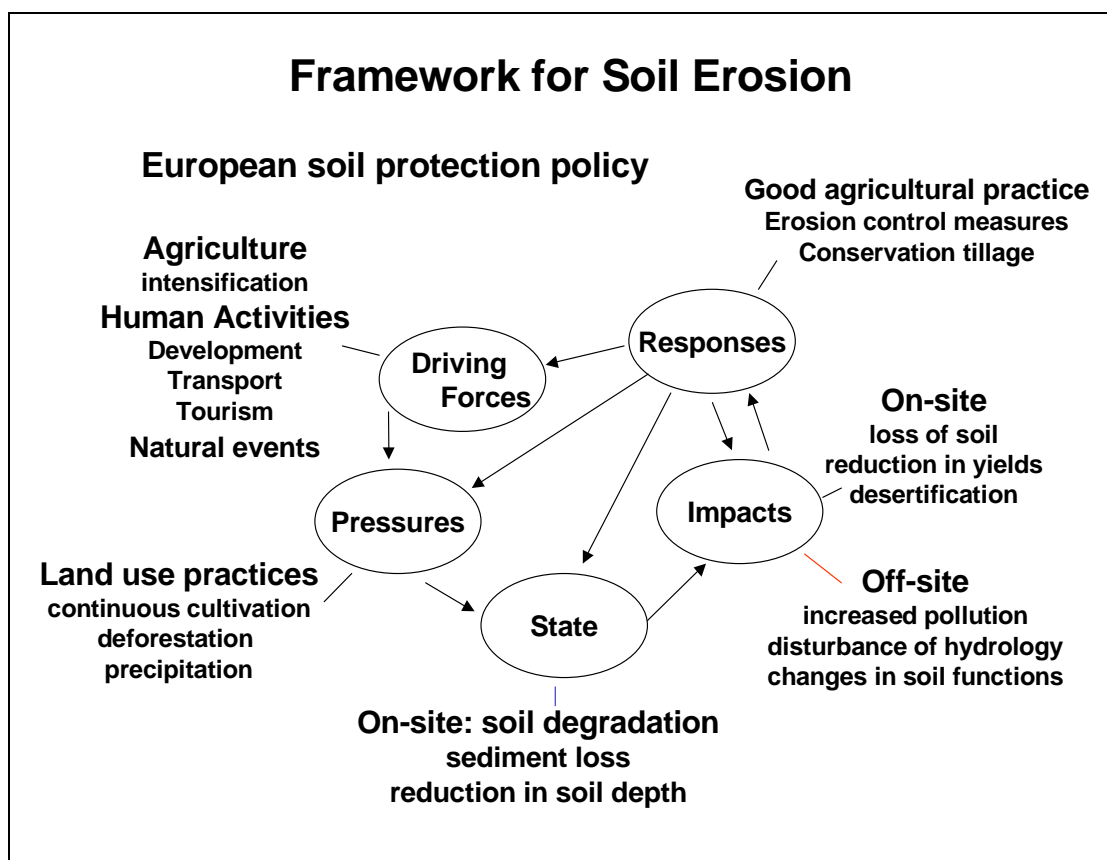 Framework for Soil Erosion
European soil protection policy
Good agricultural practice
Erosion control measures
Conservation tillage
Agriculture
intensification
Human Activities
Development
Transport
Tourism
Natural events
Driving
Forces
Responses
On-site
loss of soil
reduction in yields
desertification
Pressures
Impacts
Land use practices
continuous cultivation
deforestation
precipitation
State
Off-site
increased pollution
disturbance of hydrology
changes in soil functions
On-site: soil degradation
sediment loss
reduction in soil depth